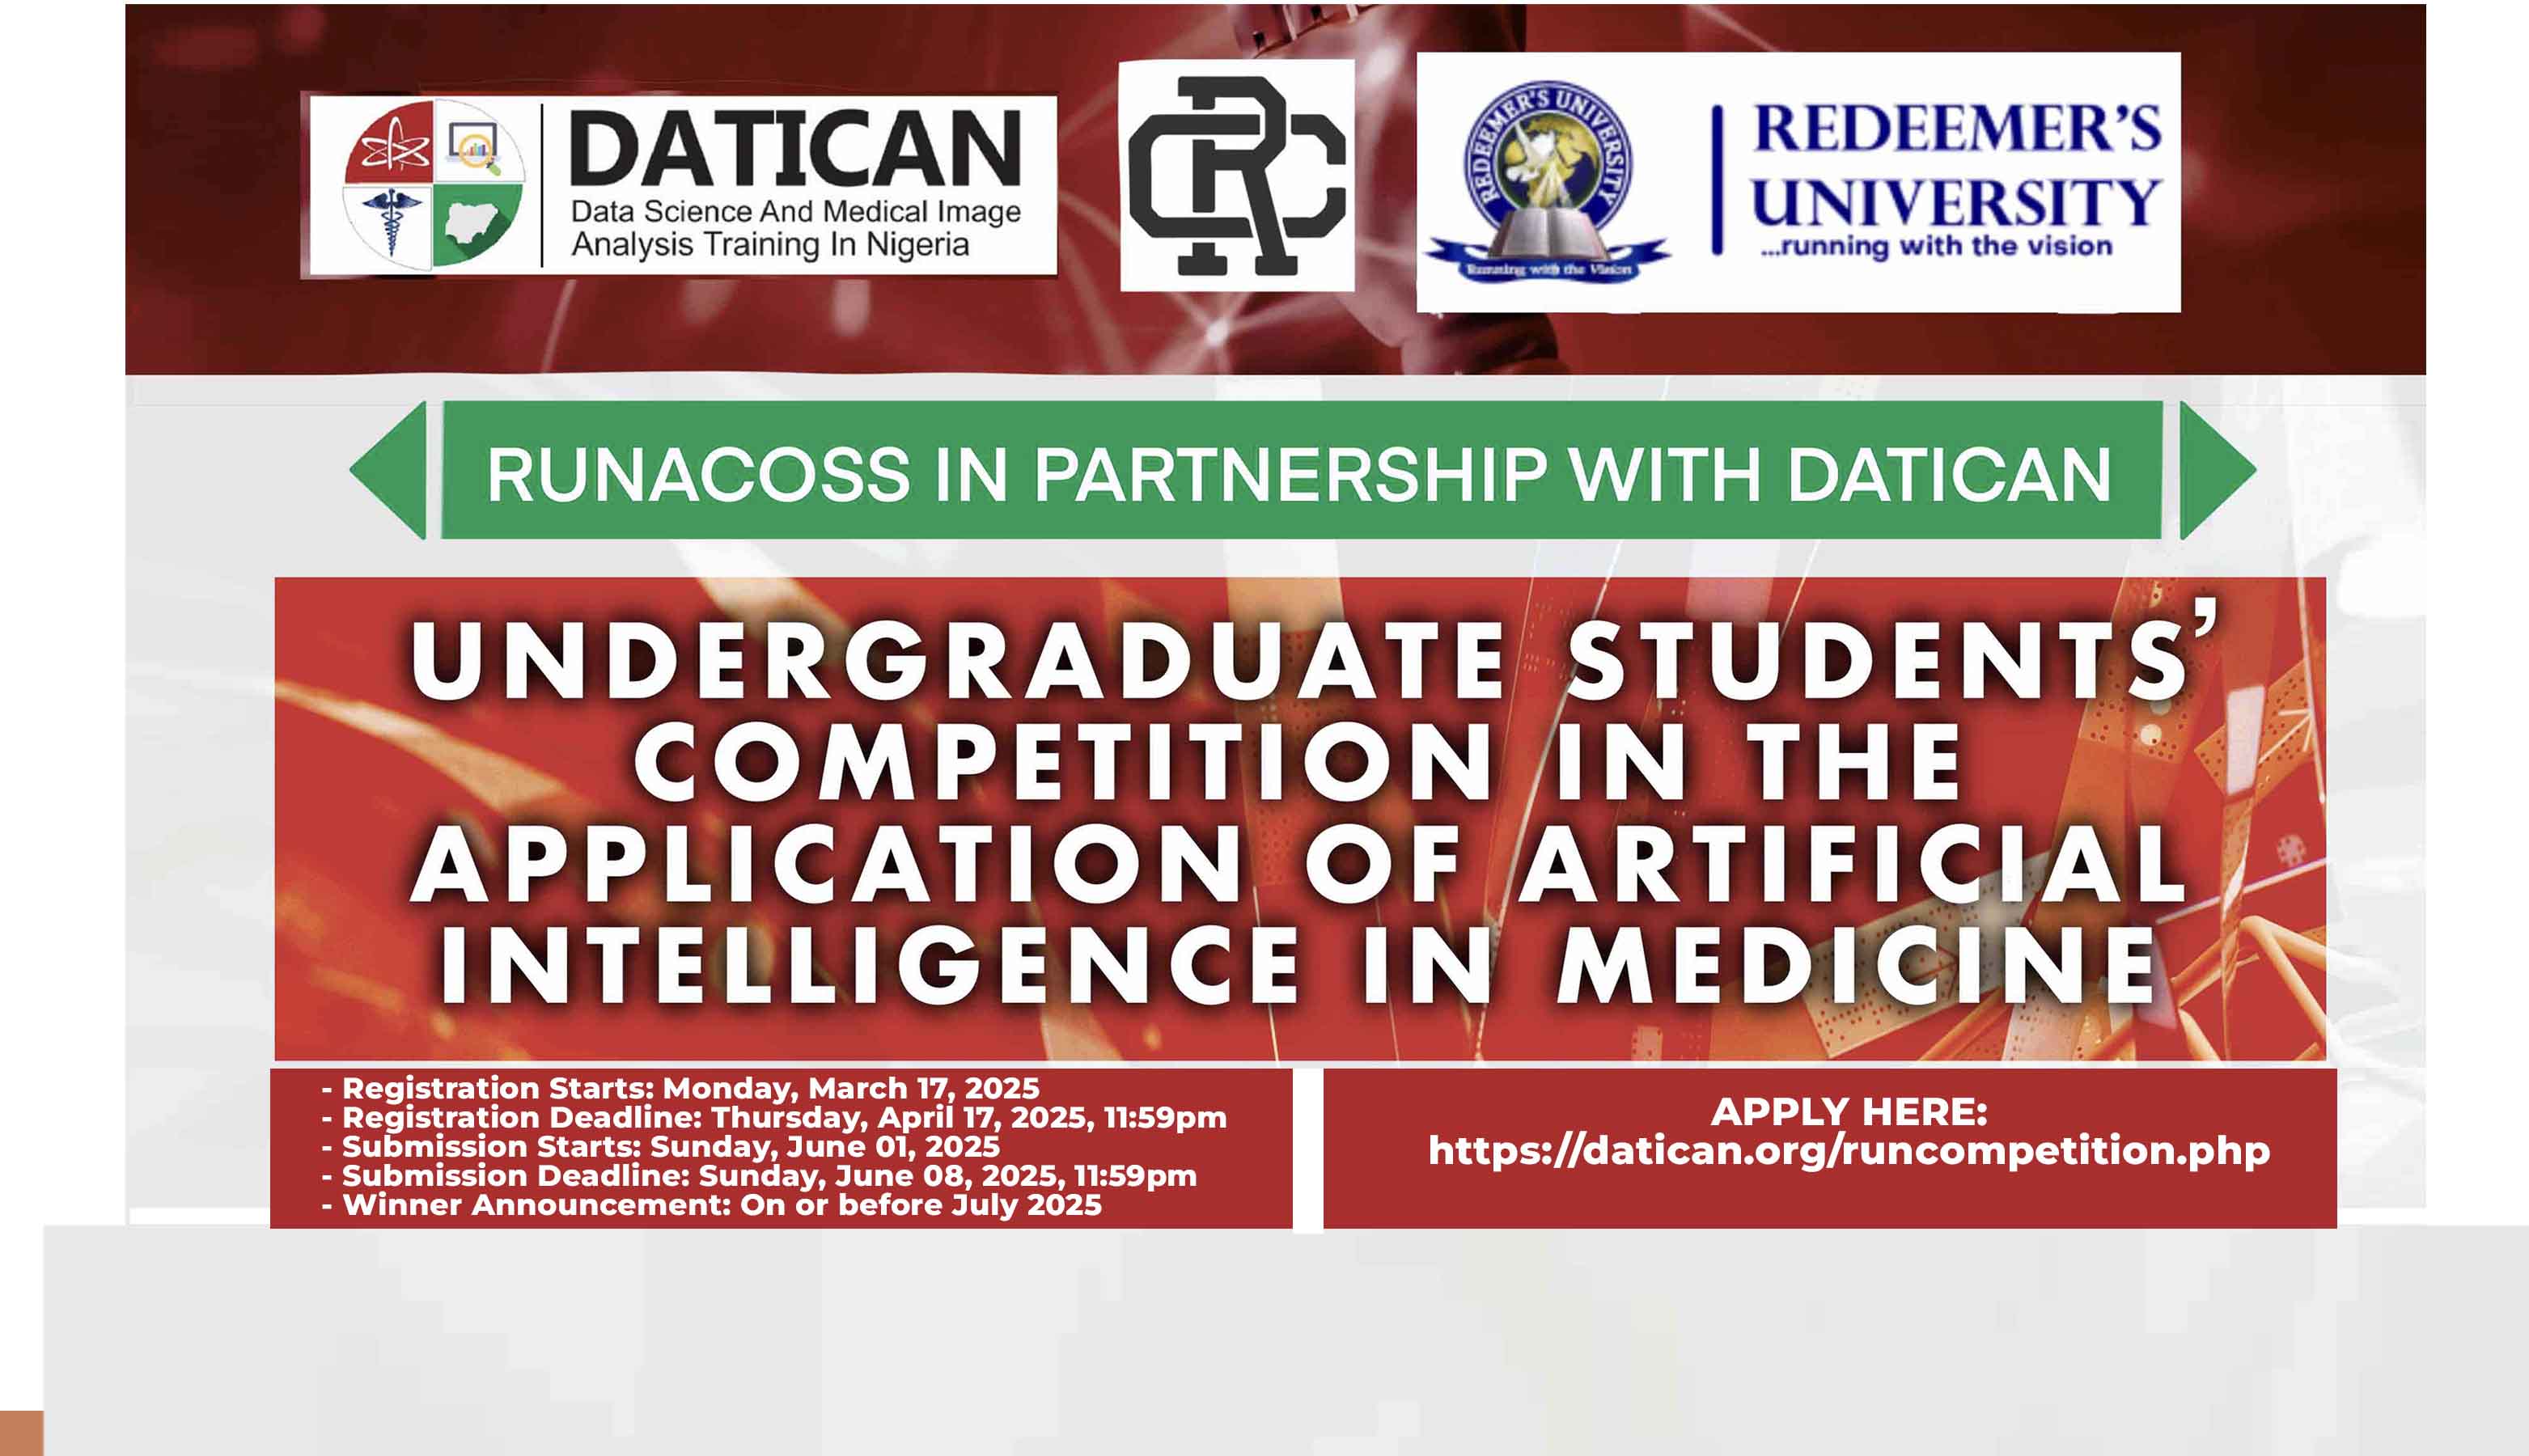 DATICAN
Data Science And Medical Image
Analysis Training In Nigeria
RC
REDEEMER'S UNIVERSITY
Running with the Vision
REDEEMER'S
UNIVERSITY
...running with the vision
RUNACOSS IN PARTNERSHIP WITH DATICAN
UNDERGRADUATE STUDENTS'
COMPETITION IN THE
APPLICATION OF ARTIFICIAL
INTELLIGENCE IN MEDICINE
- Registration Starts: Monday, March 17, 2025
- Registration Deadline: Thursday, April 17, 2025, 11:59pm
- Submission Starts: Sunday, June 01, 2025
- Submission Deadline: Sunday, June 08, 2025, 11:59pm
- Winner Announcement: On or before July 2025
APPLY HERE:
https://datican.org/runcompetition.php